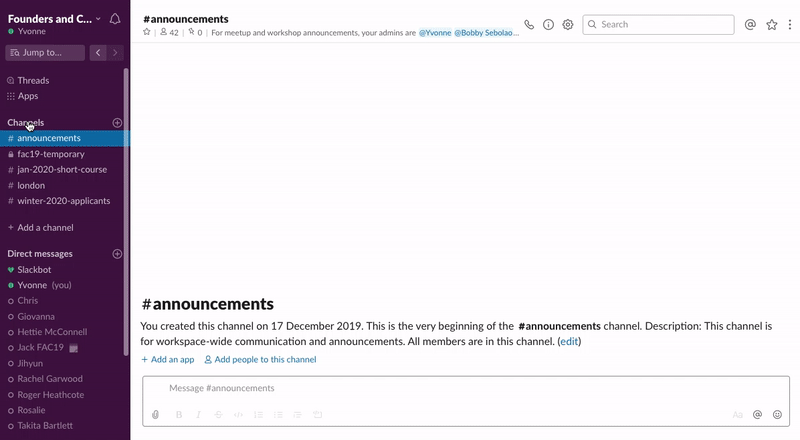 Founders and C...
Yvonne
Jump to...
Threads
Apps
Channels
# announcements
fac19-temporary
# jan-2020-short-course
# london
# winter-2020-applicants
+ Add a channel
Direct messages
Slackbot
Yvonne (you)
Chris
Giovanna
Hettie McConnell
Jack FAC19
Jihyun
Rachel Garwood
Roger Heathcote
Rosalie
Takita Bartlett
#announcements
42 | 0 | For meetup and workshop announcements, your admins are @Yvonne @Bobby Sebolao...
Search
#announcements
You created this channel on 17 December 2019. This is the very beginning of the #announcements channel. Description: This channel is
for workspace-wide communication and announcements. All members are in this channel. (edit)
+ Add an app Add people to this channel
Message #announcements
B I S </> Aa @